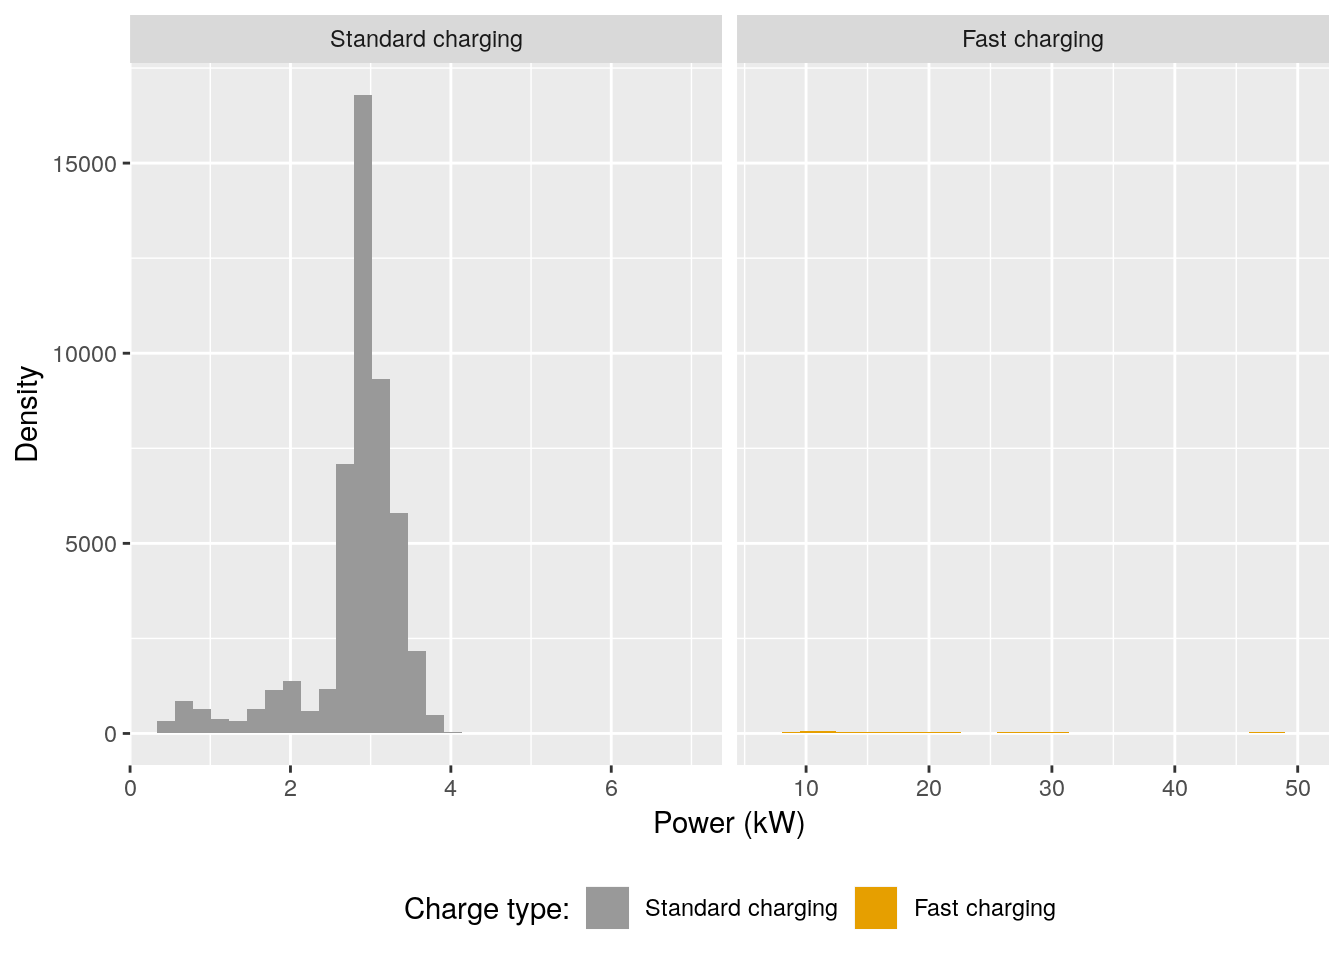 Standard charging Fast charging
15000
10000
5000
0
Density
0 2 4 6 10 20 30 40 50
Power (kW)
Charge type: Standard charging Fast charging